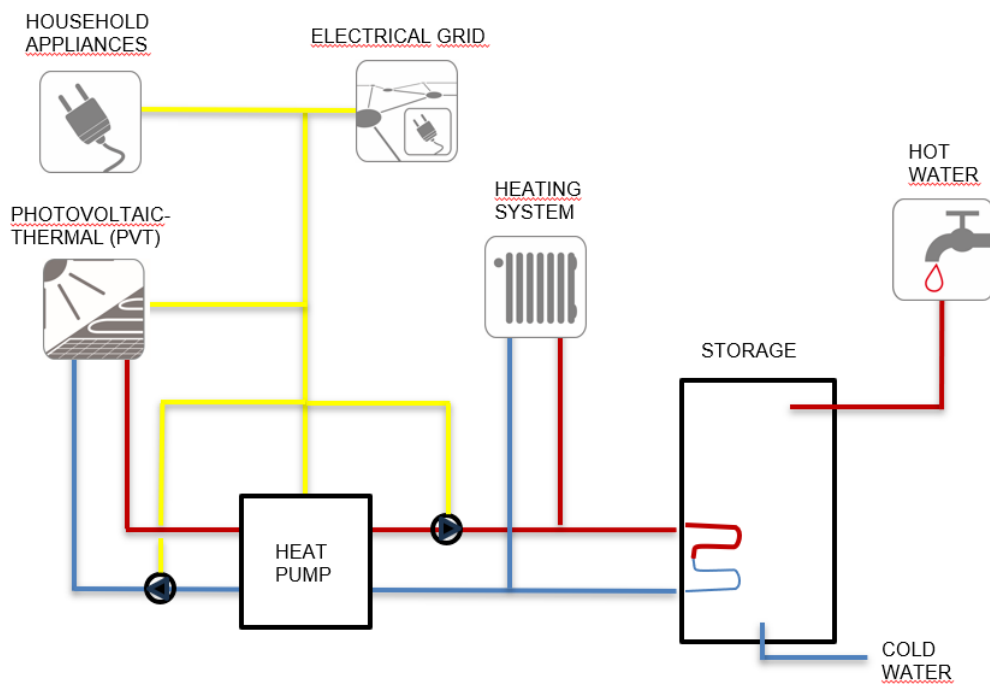 HOUSEHOLD
APPLIANCES
ELECTRICAL GRID
HOT
WATER
HEATING
SYSTEM
PHOTOVOLTAIC-
THERMAL (PVT)
STORAGE
HEAT
PUMP
COLD
WATER